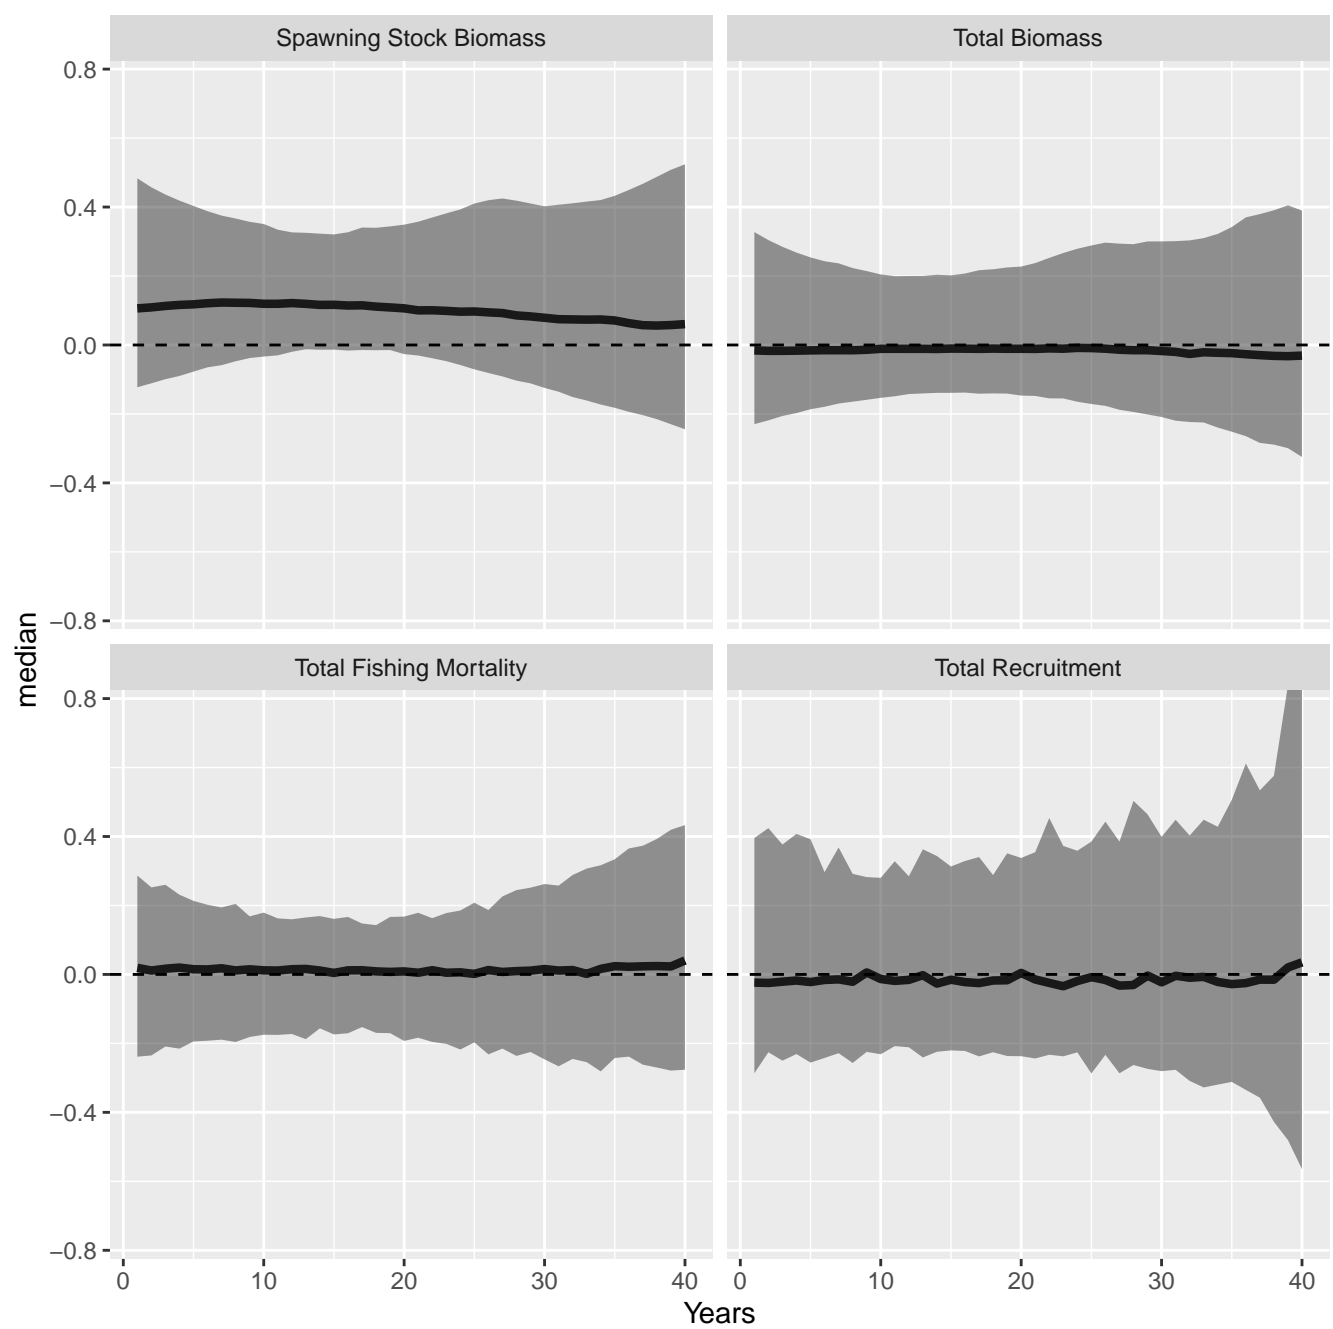 Spawning Stock Biomass
Total Biomass
0.8
0.4
0.0
−0.4
−0.8
median
Total Fishing Mortality
Total Recruitment
0.8
0.4
0.0
−0.4
−0.8
0 10 20 30 40
0 10 20 30 40
Years